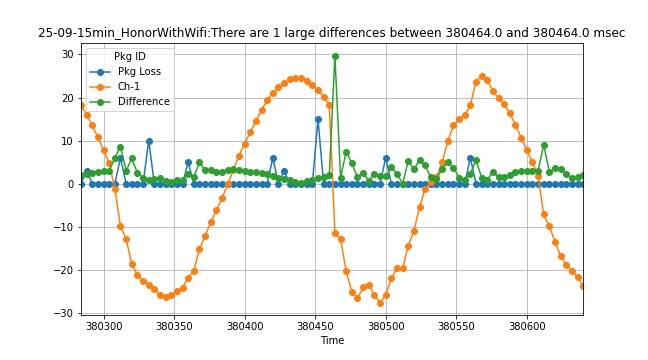 25-09-15min_HonorWithWifi:There are 1 large differences between 380464.0 and 380464.0 msec
Pkg ID
Pkg Loss
Ch-1
Difference
30
20
10
0
−10
−20
−30
380300 380350 380400 380450 380500 380550 380600
Time